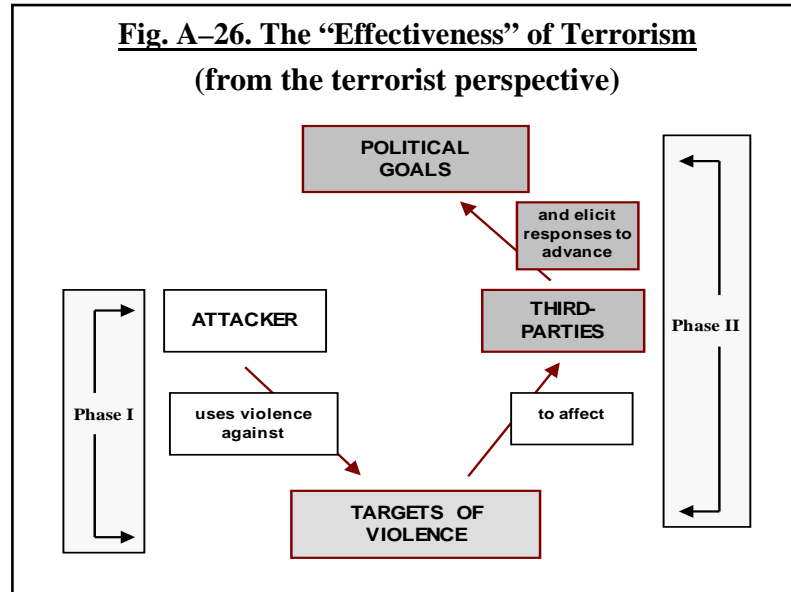 Fig. A–26. The “Effectiveness” of Terrorism
(from the terrorist perspective)
POLITICAL
GOALS
and elicit
responses to
advance
ATTACKER
THIRD-
PARTIES
Phase II
Phase I
uses violence
against
to affect
TARGETS OF
VIOLENCE